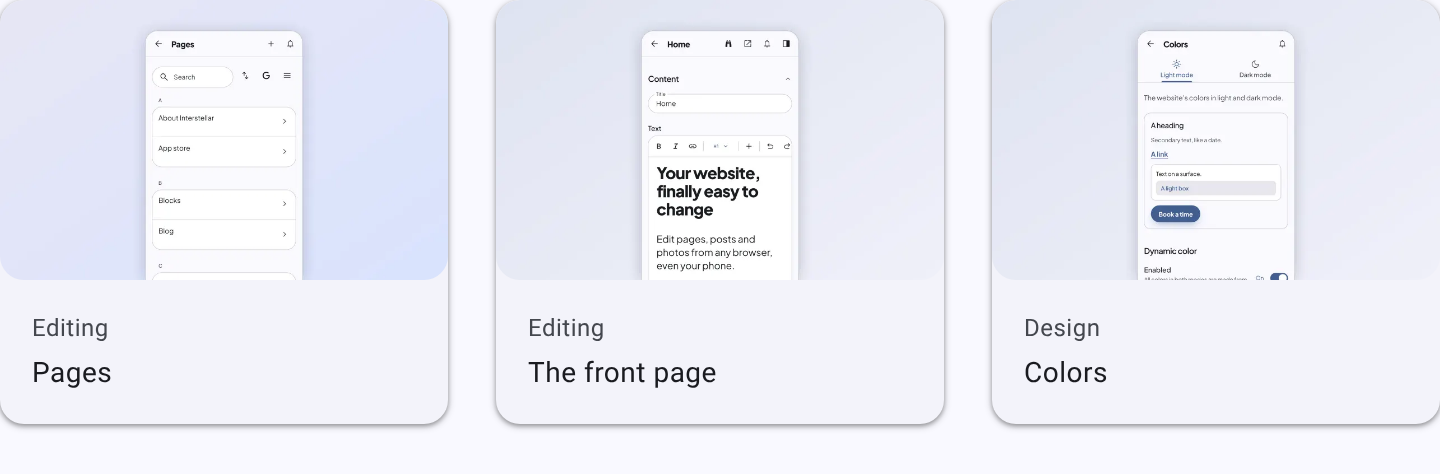 Pages
Search
A
About Interstellar
App store
B
Blocks
Blog
C
Editing
Pages
Home
Content
Title
Home
Text
B I H1
Your website,
finally easy to
change
Edit pages, posts and
photos from any browser,
even your phone.
Editing
The front page
Colors
Light mode
Dark mode
The website's colors in light and dark mode.
A heading
Secondary text, like a date.
A link
Text on a surface.
A light box
Book a time
Dynamic color
Enabled
Design
Colors